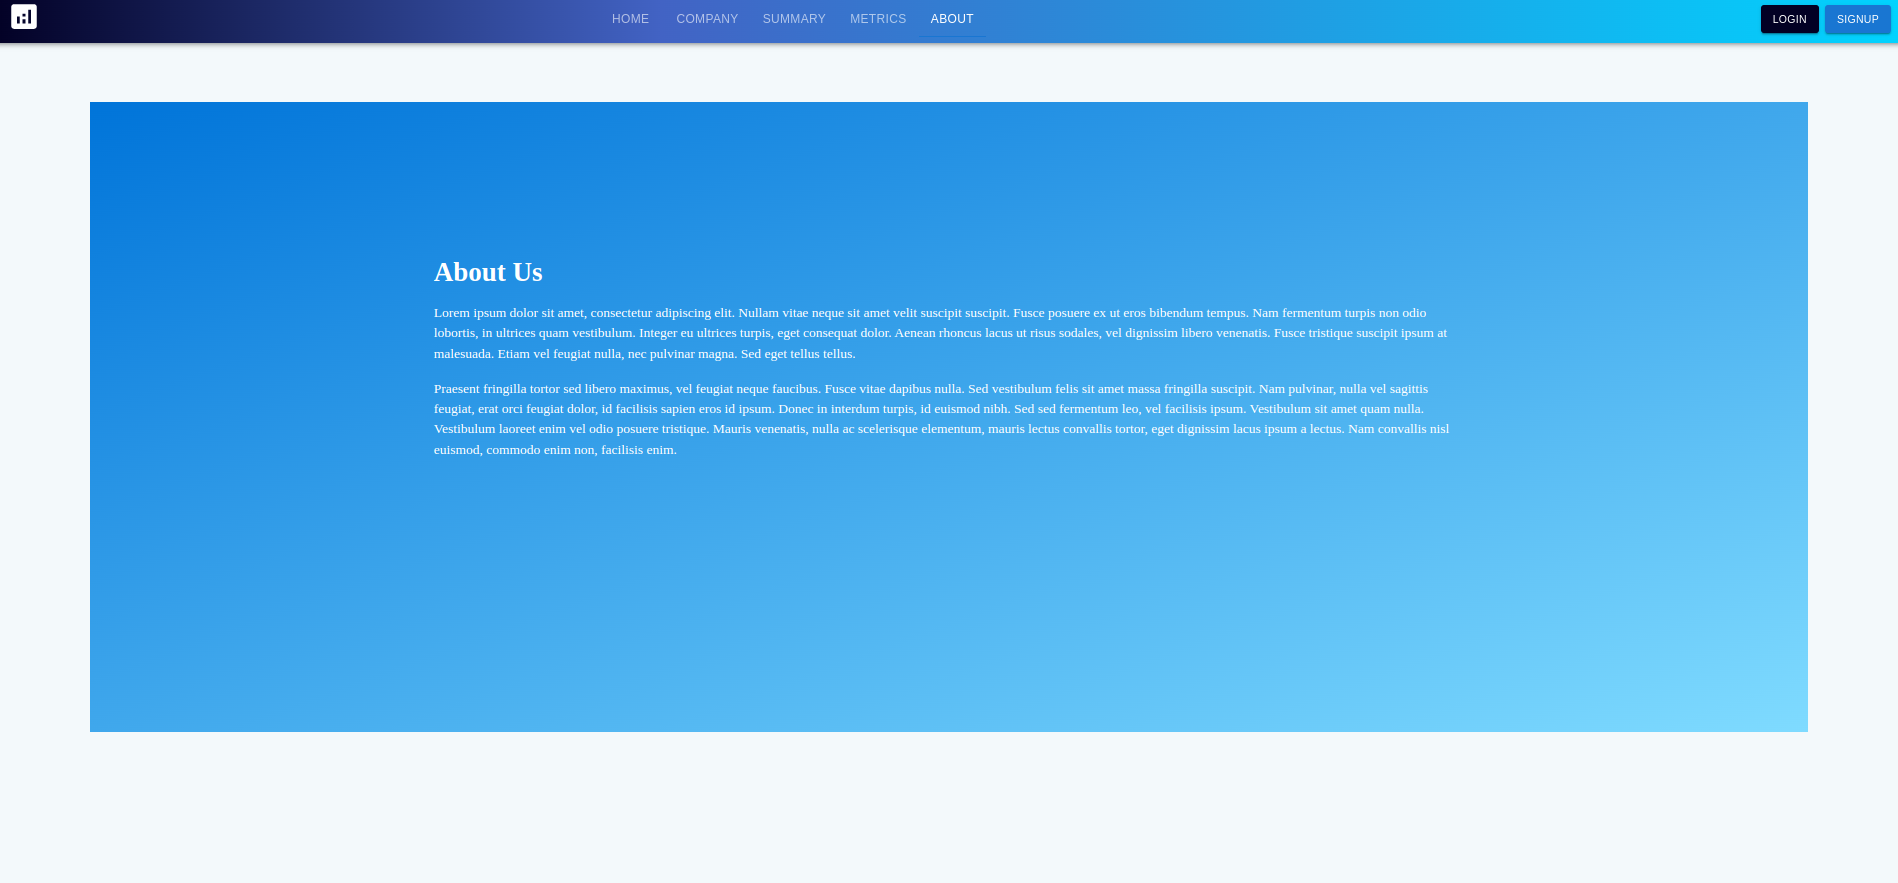 HOME COMPANY SUMMARY METRICS ABOUT LOGIN SIGNUP
About Us
Lorem ipsum dolor sit amet, consectetur adipiscing elit. Nullam vitae neque sit amet velit suscipit suscipit. Fusce posuere ex ut eros bibendum tempus. Nam fermentum turpis non odio
lobortis, in ultrices quam vestibulum. Integer eu ultrices turpis, eget consequat dolor. Aenean rhoncus lacus ut risus sodales, vel dignissim libero venenatis. Fusce tristique suscipit ipsum at
malesuada. Etiam vel feugiat nulla, nec pulvinar magna. Sed eget tellus tellus.
Praesent fringilla tortor sed libero maximus, vel feugiat neque faucibus. Fusce vitae dapibus nulla. Sed vestibulum felis sit amet massa fringilla suscipit. Nam pulvinar, nulla vel sagittis
feugiat, erat orci feugiat dolor, id facilisis sapien eros id ipsum. Donec in interdum turpis, id euismod nibh. Sed sed fermentum leo, vel facilisis ipsum. Vestibulum sit amet quam nulla.
Vestibulum laoreet enim vel odio posuere tristique. Mauris venenatis, nulla ac scelerisque elementum, mauris lectus convallis tortor, eget dignissim lacus ipsum a lectus. Nam convallis nisl
euismod, commodo enim non, facilisis enim.